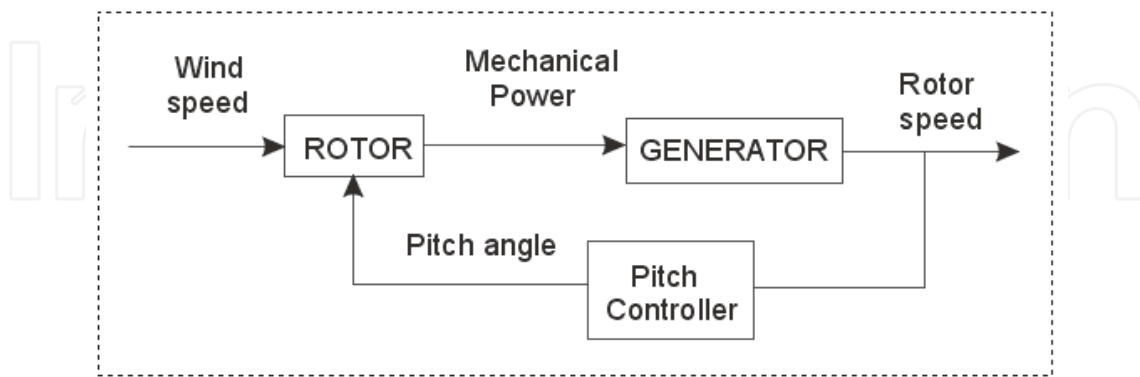 Wind
speed
Mechanical
Power
Rotor
speed
ROTOR
GENERATOR
Pitch angle
Pitch
Controller